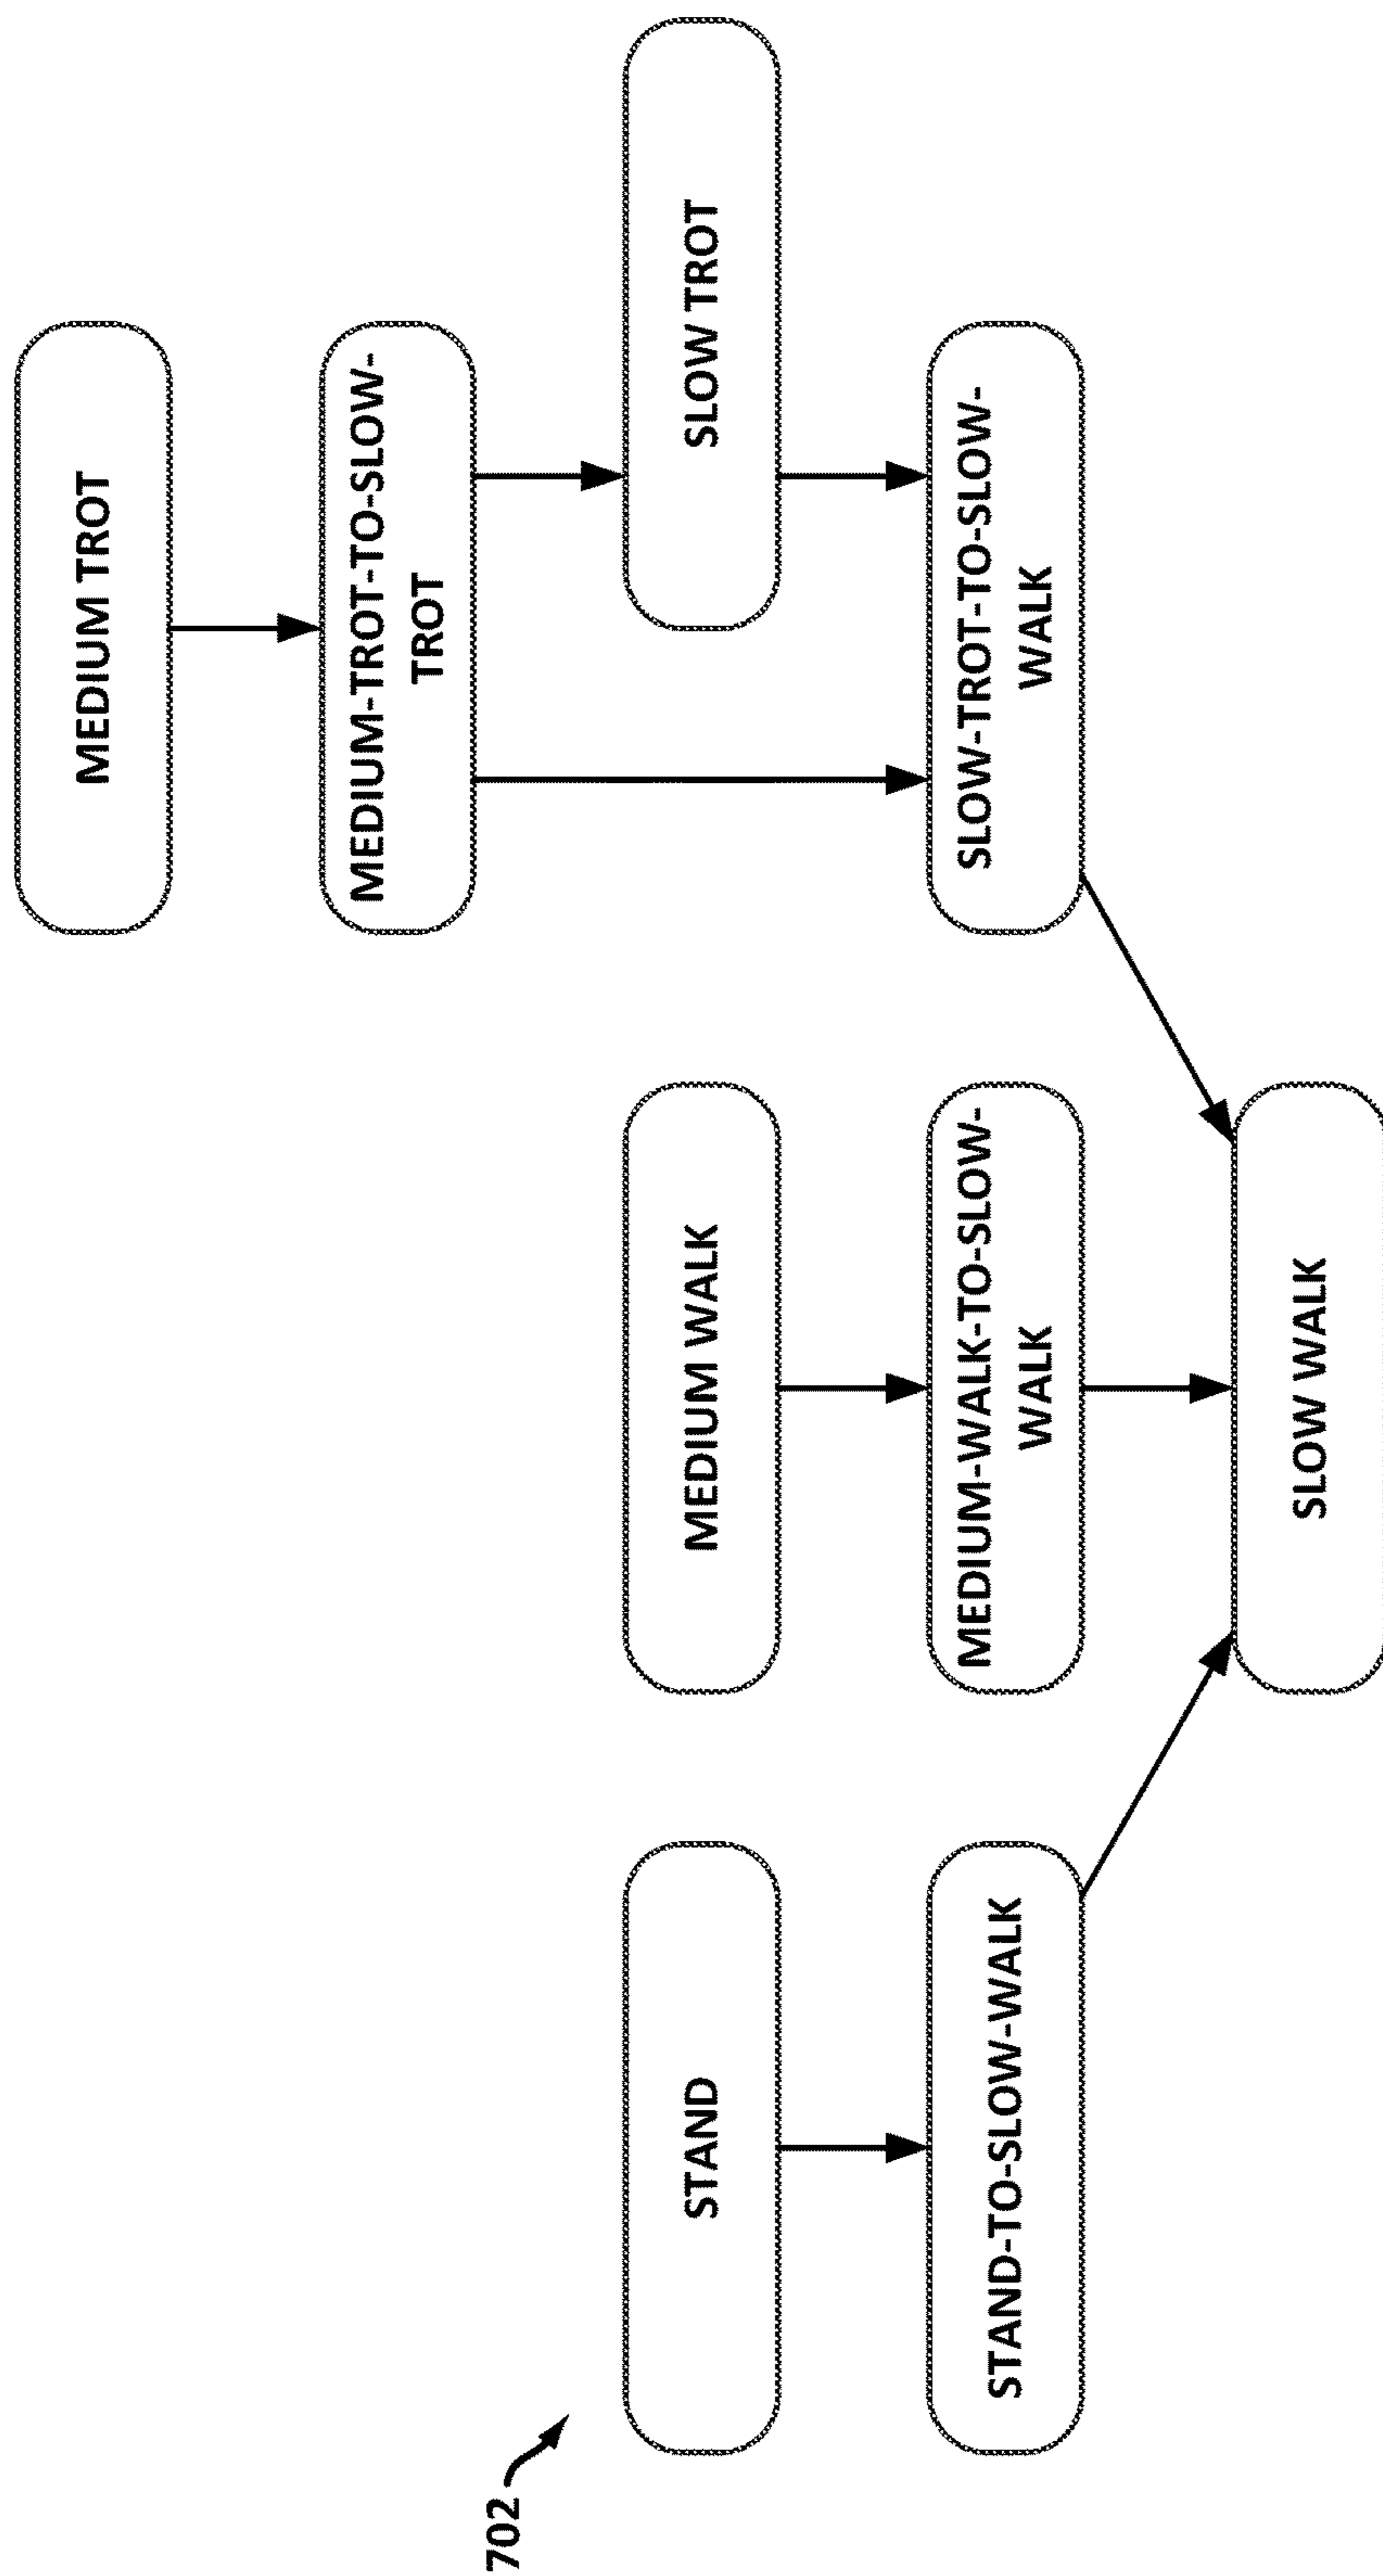 702
MEDIUM TROT
MEDIUM-TROT-TO-SLOW-
TROT
STAND
MEDIUM WALK
SLOW TROT
STAND-TO-SLOW-WALK
MEDIUM-WALK-TO-SLOW-
WALK
SLOW-TROT-TO-SLOW-
WALK
SLOW WALK